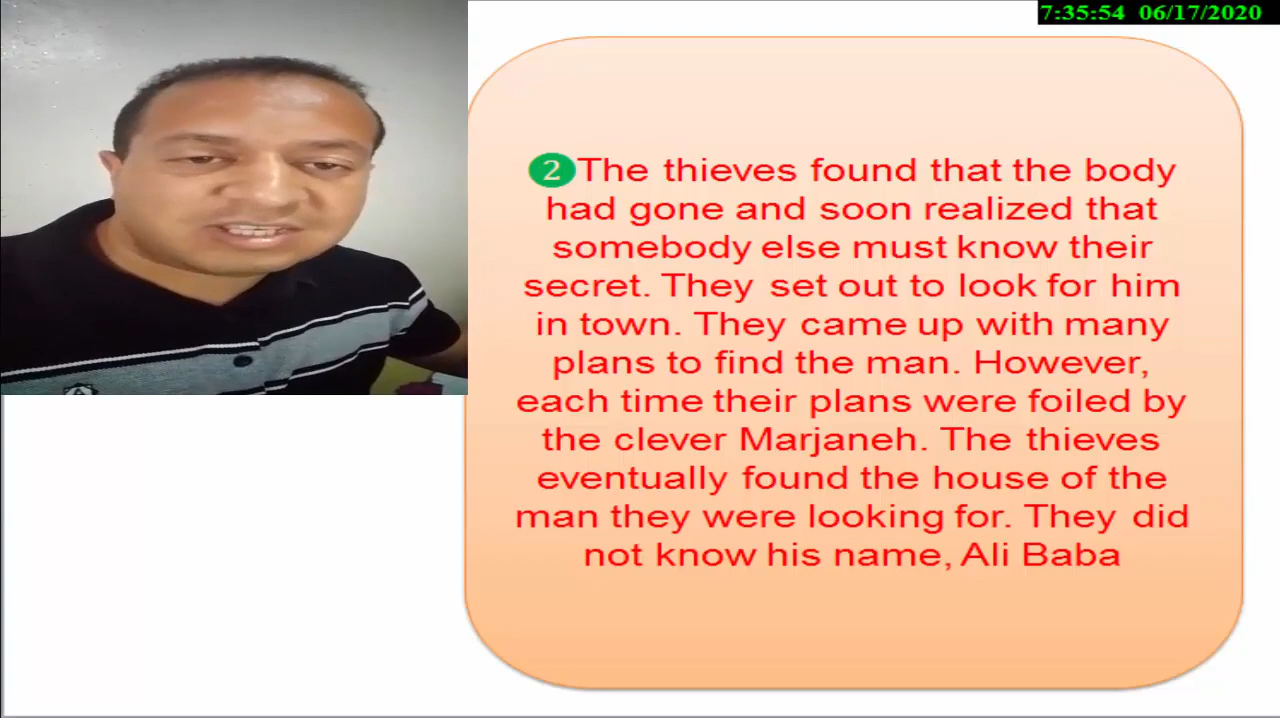 7:35:54 06/17/2020
2 The thieves found that the body
had gone and soon realized that
somebody else must know their
secret. They set out to look for him
in town. They came up with many
plans to find the man. However,
each time their plans were foiled by
the clever Marjaneh. The thieves
eventually found the house of the
man they were looking for. They did
not know his name, Ali Baba